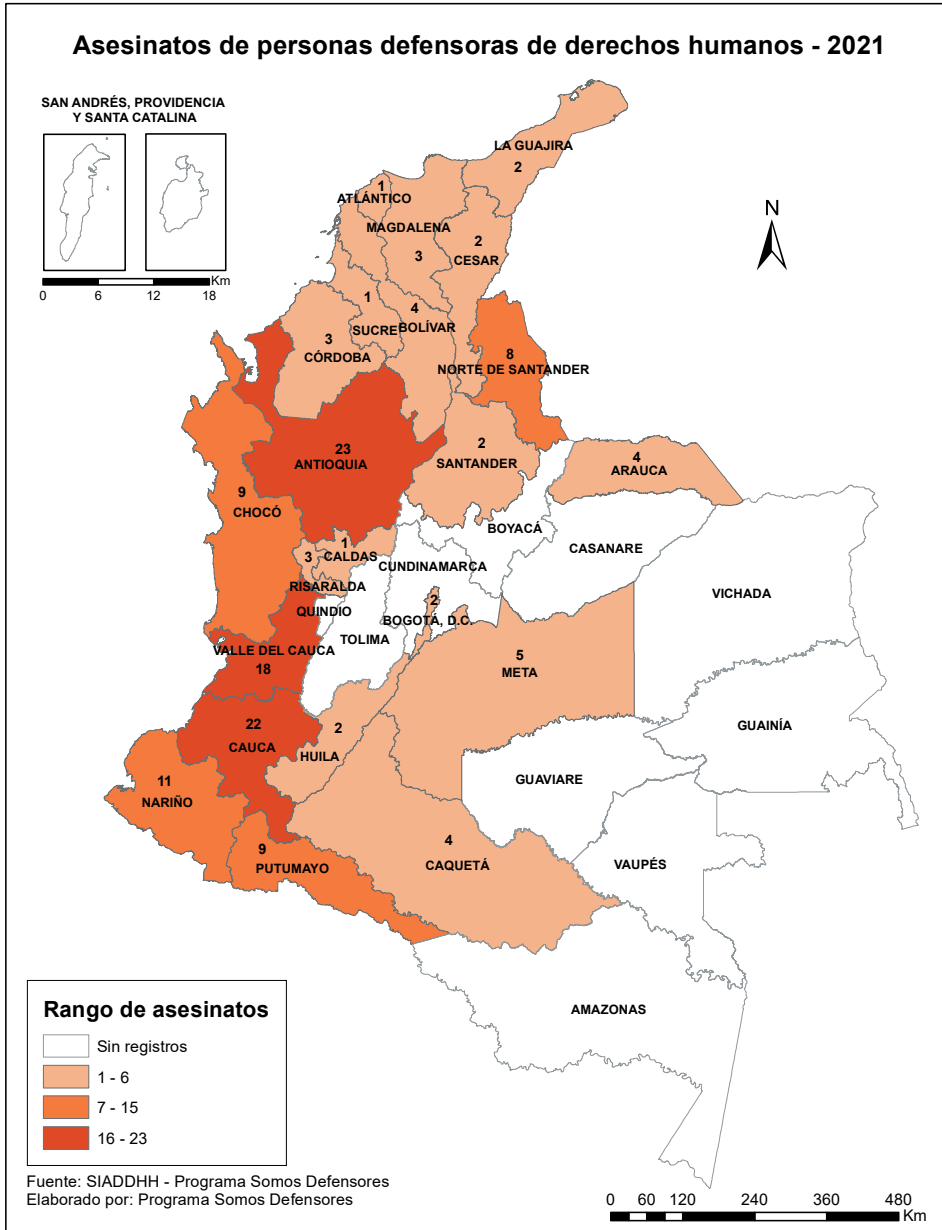 Asesinatos de personas defensoras de derechos humanos - 2021
SAN ANDRÉS, PROVIDENCIA
Y SANTA CATALINA
0 6 12 18 Km
N
LA GUAJIRA
2
1
ATLÁNTICO
MAGDALENA
3
2
CESAR
1
SUCRE
4
BOLÍVAR
3
CÓRDOBA
8
NORTE DE SANTANDER
23
ANTIOQUIA
2
SANTANDER
4
ARAUCA
9
CHOCÓ
BOYACÁ
CASANARE
1
CALDAS
3
RISARALDA
CUNDINAMARCA
VICHADA
QUINDIO
2
BOGOTÁ, D.C.
TOLIMA
VALLE DEL CAUCA
18
5
META
22
CAUCA
2
HUILA
GUAINÍA
GUAVIARE
11
NARIÑO
9
PUTUMAYO
4
CAQUETÁ
VAUPÉS
AMAZONAS
Rango de asesinatos
Sin registros
1 - 6
7 - 15
16 - 23
Fuente: SIADDHH - Programa Somos Defensores
Elaborado por: Programa Somos Defensores
0 60 120 240 360 480
Km